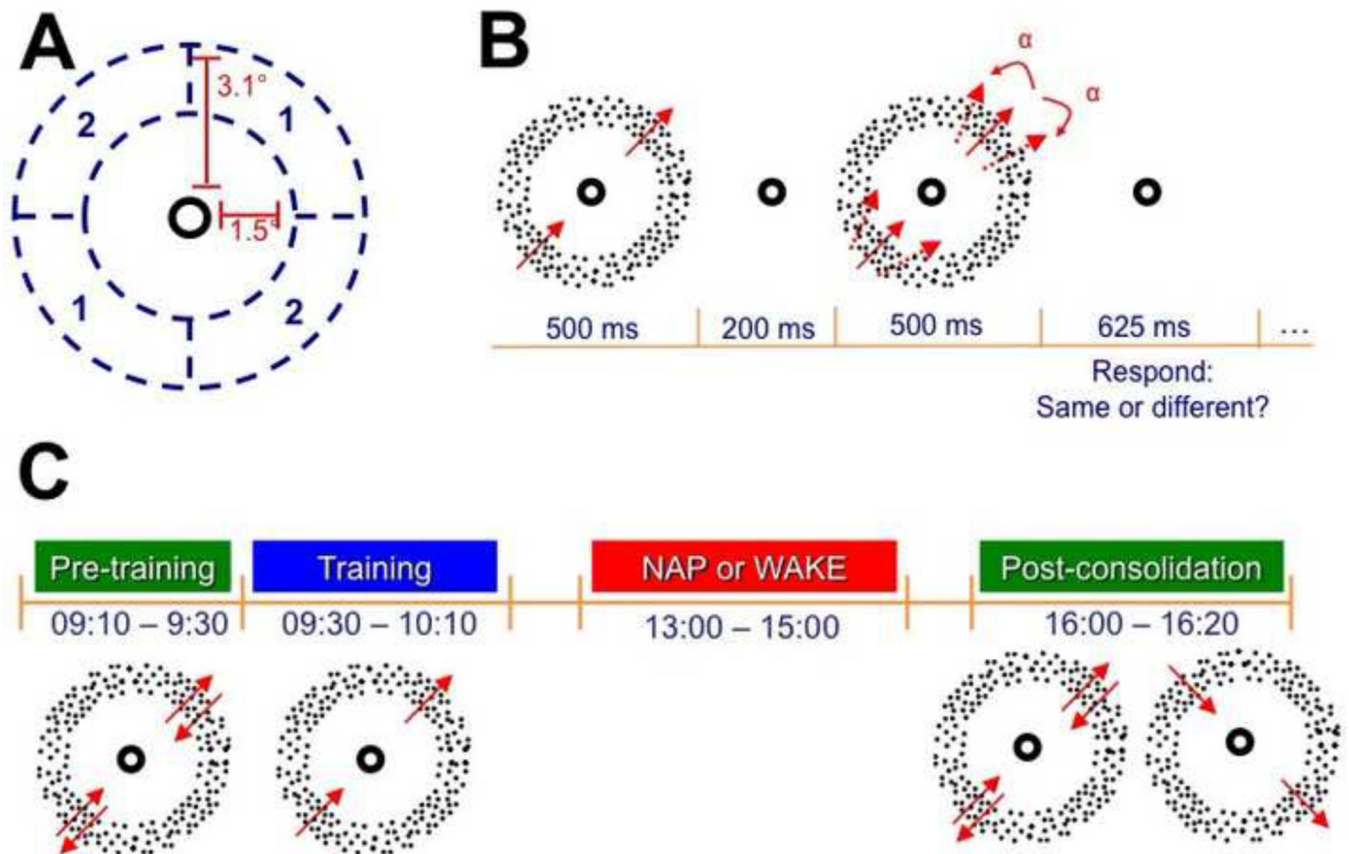 A
3.1°
2
1
1.5°
1
2
B
α
α
500 ms
200 ms
500 ms
625 ms
...
Respond:
Same or different?
C
Pre-training
Training
NAP or WAKE
Post-consolidation
09:10 – 9:30
09:30 – 10:10
13:00 – 15:00
16:00 – 16:20